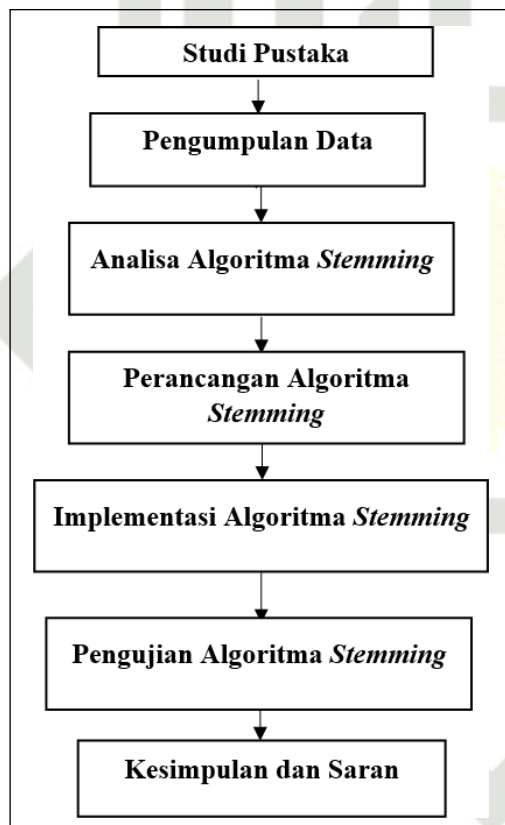 Studi Pustaka
Pengumpulan Data
Analisa Algoritma Stemming
Perancangan Algoritma
Stemming
Implementasi Algoritma Stemming
Pengujian Algoritma Stemming
Kesimpulan dan Saran